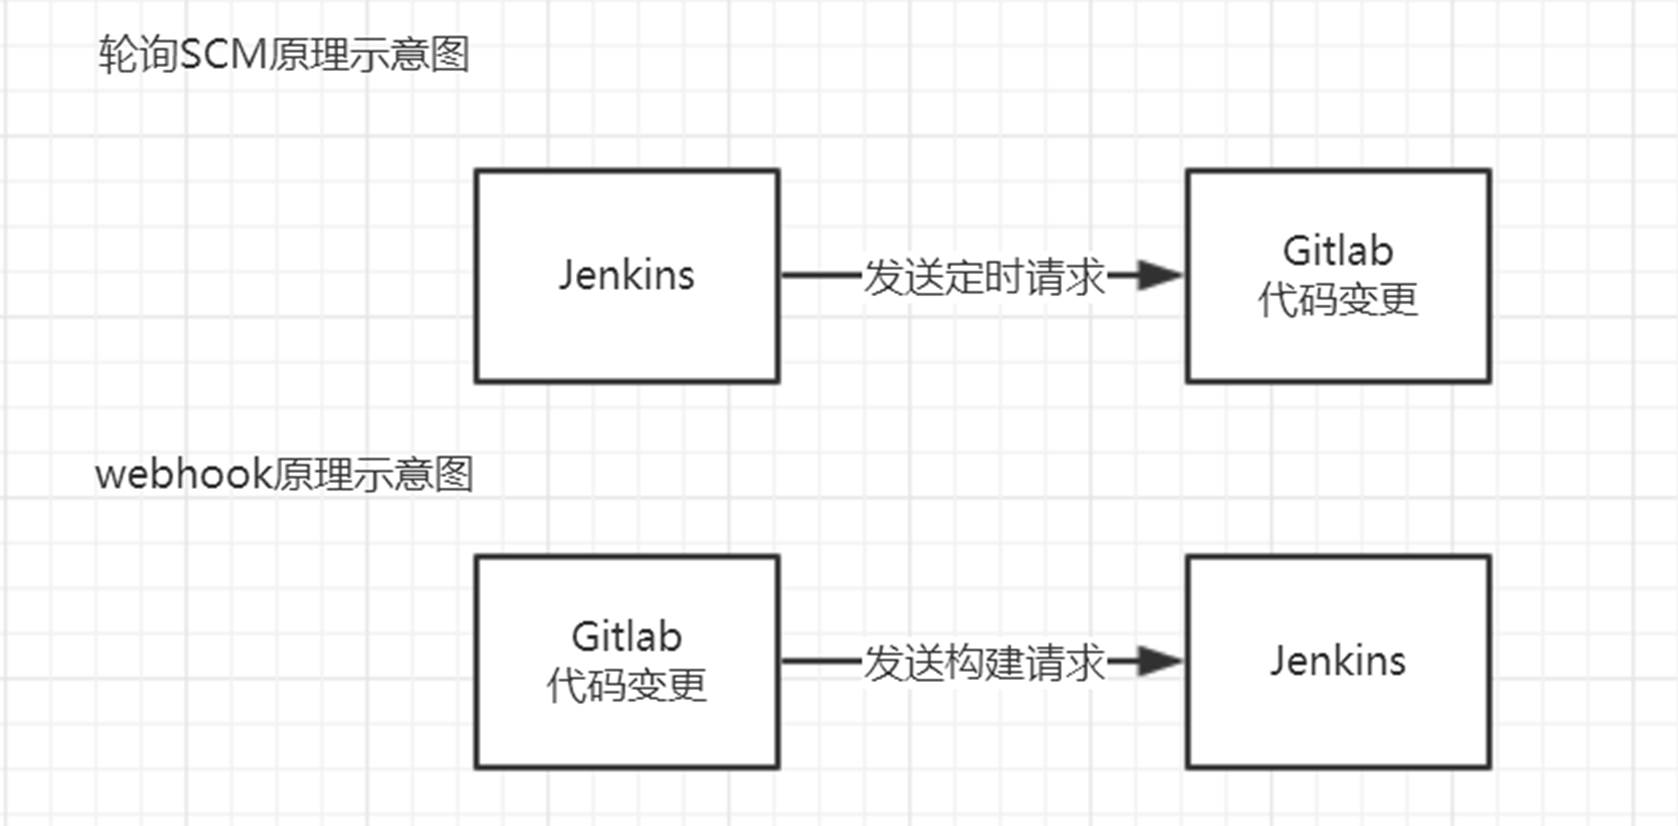 轮询SCM原理示意图
Jenkins
发送定时请求
Gitlab
代码变更
webhook原理示意图
Gitlab
代码变更
发送构建请求
Jenkins